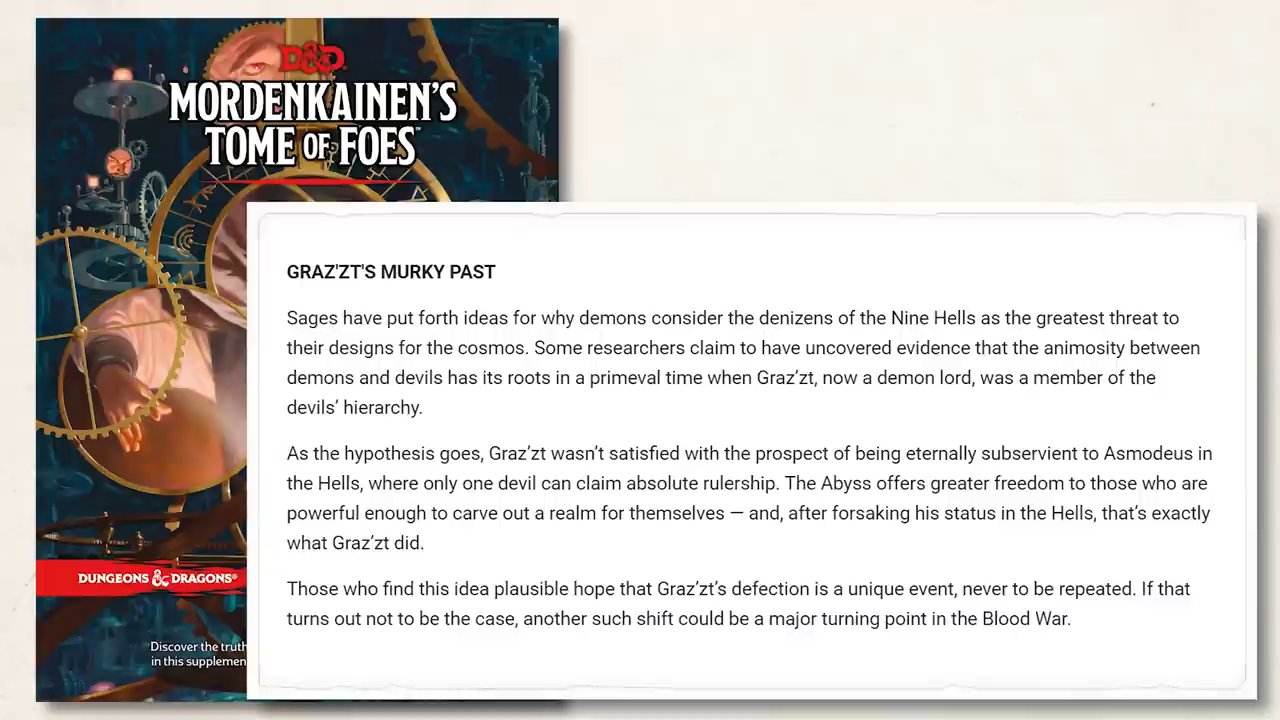 D&D
MORDENKAINEN'S
TOME OF FOES™
GRAZ'ZT'S MURKY PAST
Sages have put forth ideas for why demons consider the denizens of the Nine Hells as the greatest threat to
their designs for the cosmos. Some researchers claim to have uncovered evidence that the animosity between
demons and devils has its roots in a primeval time when Graz’zt, now a demon lord, was a member of the
devils’ hierarchy.
As the hypothesis goes, Graz’zt wasn’t satisfied with the prospect of being eternally subservient to Asmodeus in
the Hells, where only one devil can claim absolute rulership. The Abyss offers greater freedom to those who are
powerful enough to carve out a realm for themselves — and, after forsaking his status in the Hells, that’s exactly
what Graz’zt did.
Those who find this idea plausible hope that Graz’zt’s defection is a unique event, never to be repeated. If that
turns out not to be the case, another such shift could be a major turning point in the Blood War.
DUNGEONS & DRAGONS®
Discover the truth
in this supplemen